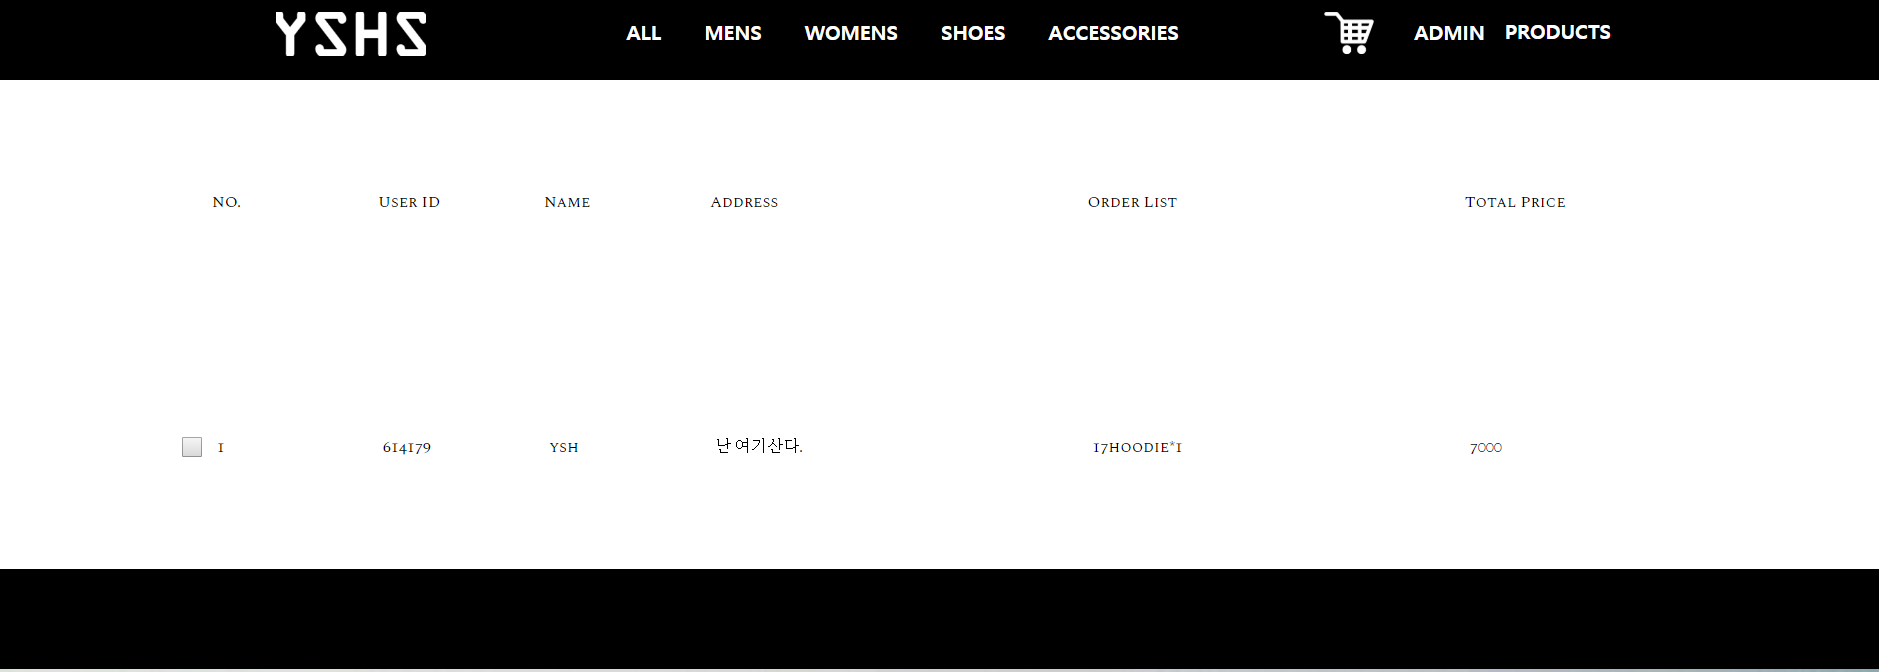 YSHS ALL MENS WOMENS SHOES ACCESSORIES ADMIN PRODUCTS
NO. User ID Name Address Order List Total Price
1 614179 ysh 난 여기산다. 17hoodie*1 7000